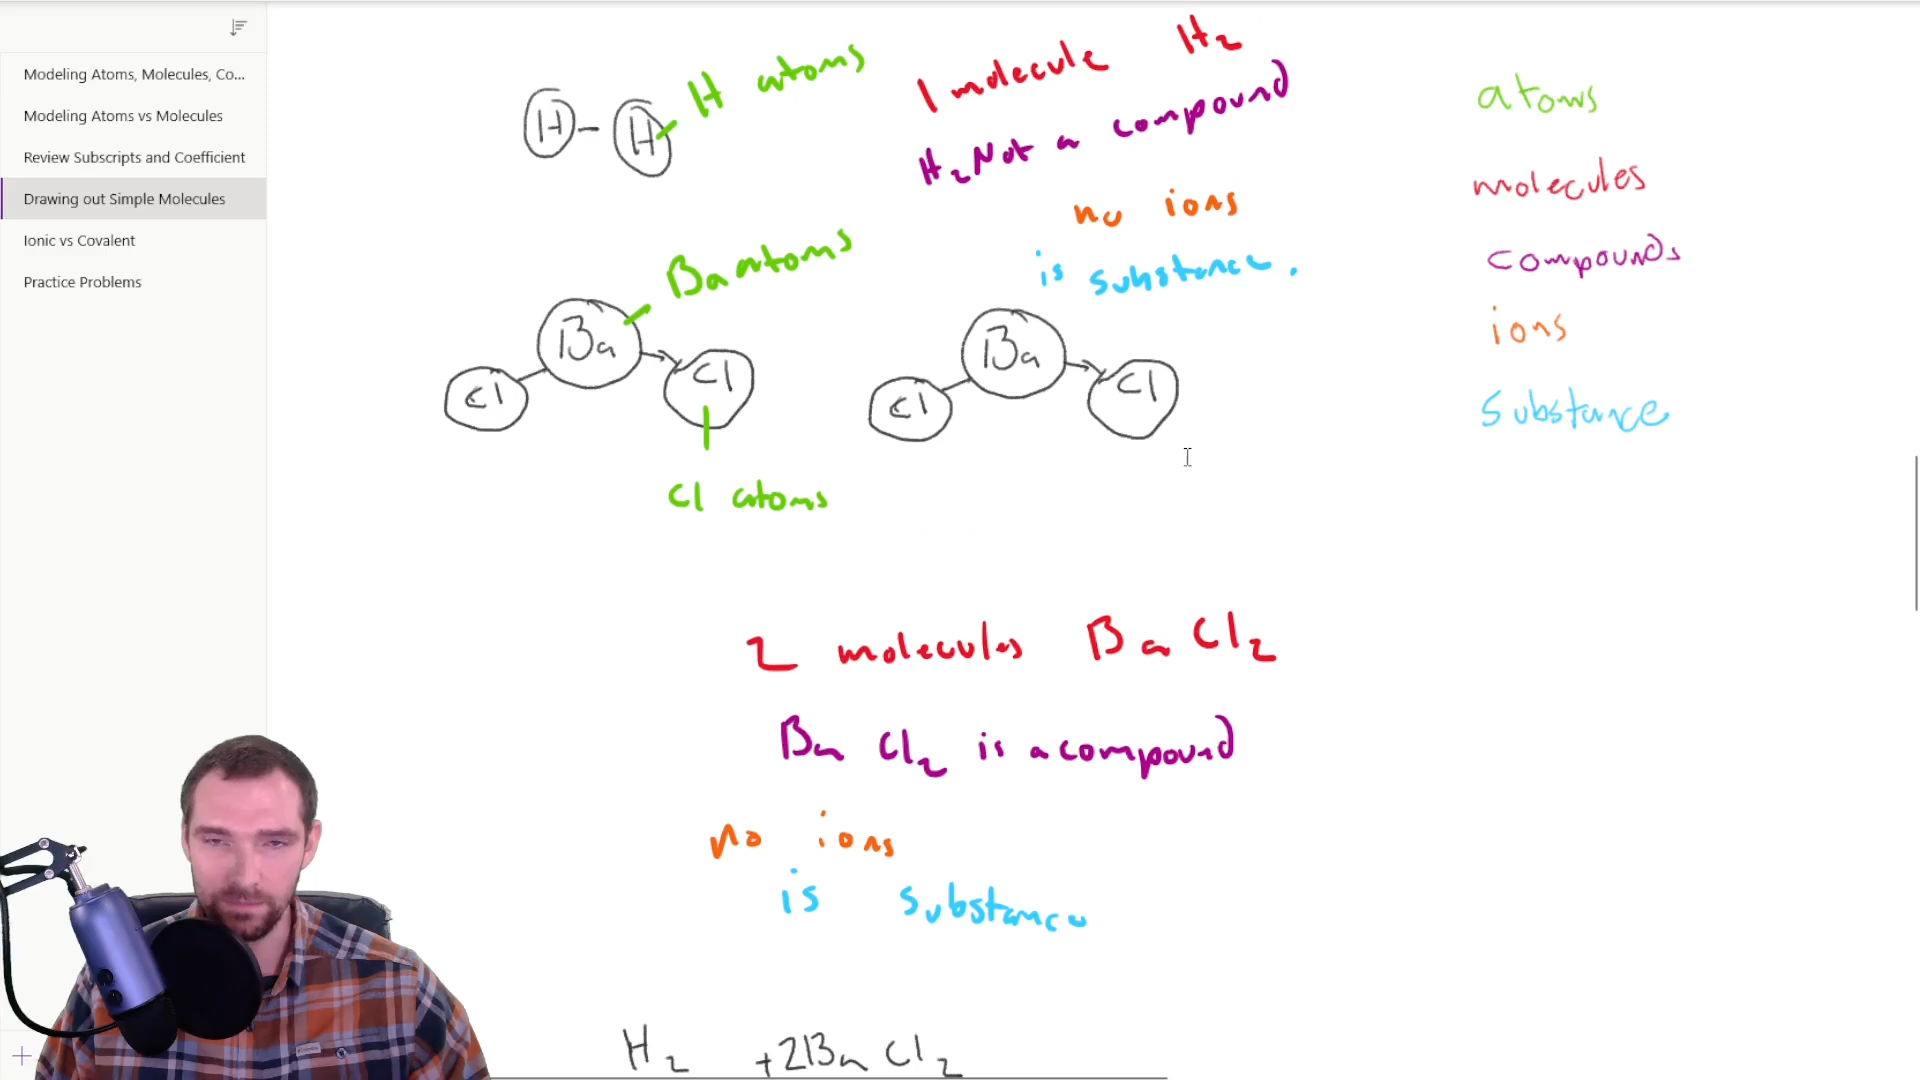 Modeling Atoms, Molecules, Co...
Modeling Atoms vs Molecules
Review Subscripts and Coefficient
Drawing out Simple Molecules
Ionic vs Covalent
Practice Problems
H - H
H atoms
1 molecule H2
H2 Not a compound
no ions
is substance.
Ba atoms
Cl Ba Cl
Cl atoms
Cl Ba Cl
2 molecules BaCl2
BaCl2 is a compound
no ions
is substance
H2 + 2BaCl2
atoms
molecules
compounds
ions
Substance